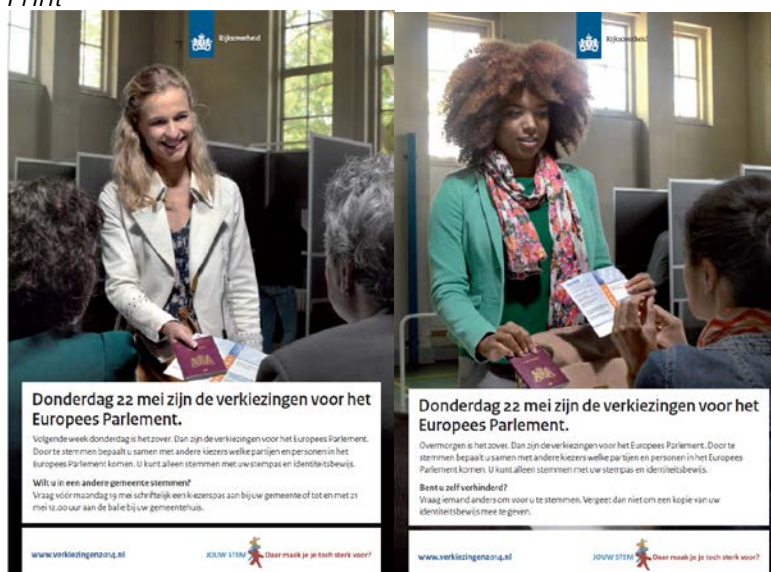 Print
Rijksoverheid
Donderdag 22 mei zijn de verkiezingen voor het
Europees Parlement.
Volgende week donderdag is het zover. Dan zijn de verkiezingen voor het Europees Parlement.
Door te stemmen bepaalt u samen met andere kiezers welke partijen en personen in het
Europees Parlement komen. U kunt alleen stemmen met uw stempas en identiteitsbewijs.
Wilt u in een andere gemeente stemmen?
Vraag vóór maandag 19 mei schriftelijk een kiezerspas aan bij uw gemeente of tot en met 21
mei 12.00 uur aan de balie bij uw gemeentehuis.
www.verkiezingen2014.nl
JOUW STEM Daar maak je je toch sterk voor?
Rijksoverheid
Donderdag 22 mei zijn de verkiezingen voor het
Europees Parlement.
Overmorgen is het zover. Dan zijn de verkiezingen voor het Europees Parlement. Door te
stemmen bepaalt u samen met andere kiezers welke partijen en personen in het Europees
Parlement komen. U kunt alleen stemmen met uw stempas en identiteitsbewijs.
Bent u zelf verhinderd?
Vraag iemand anders om voor u te stemmen. Vergeet dan niet om een kopie van uw
identiteitsbewijs mee te geven.
www.verkiezingen2014.nl
JOUW STEM Daar maak je je toch sterk voor?